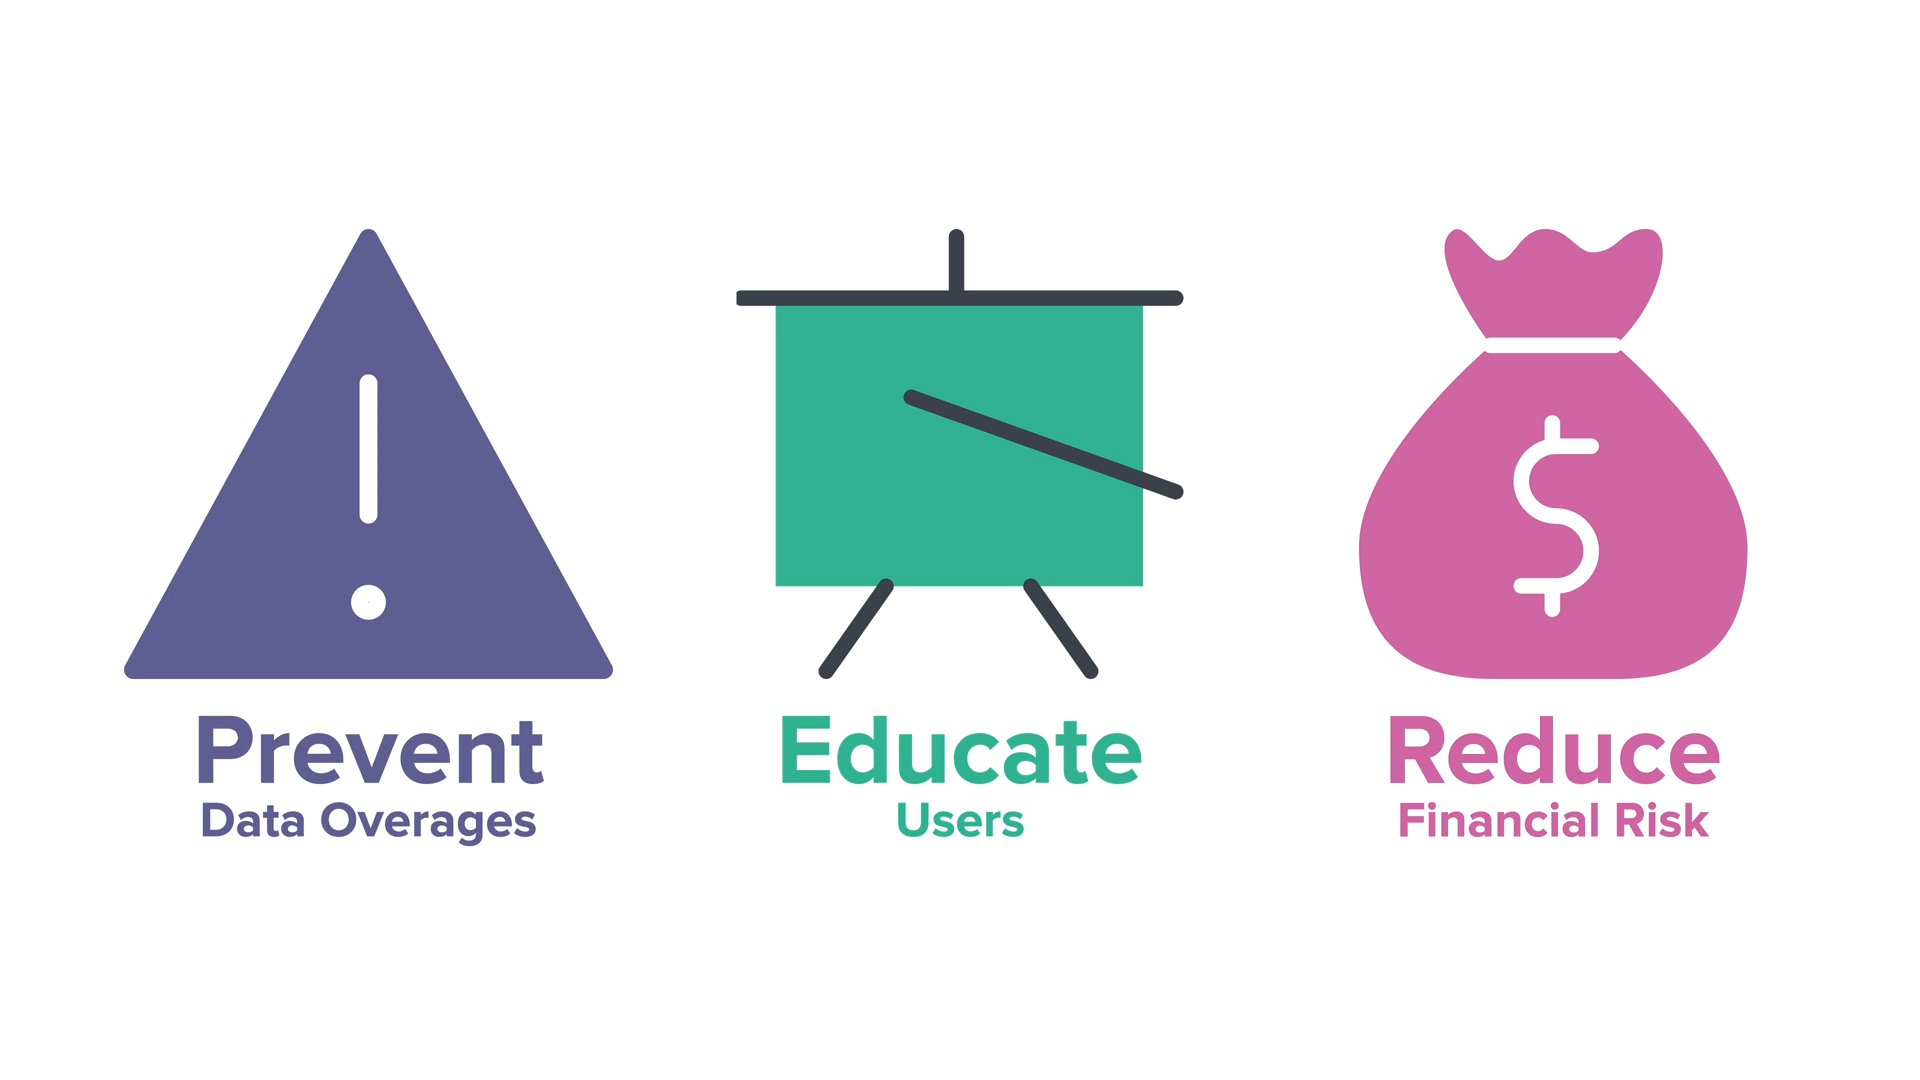 Prevent
Data Overages
Educate
Users
$
Reduce
Financial Risk